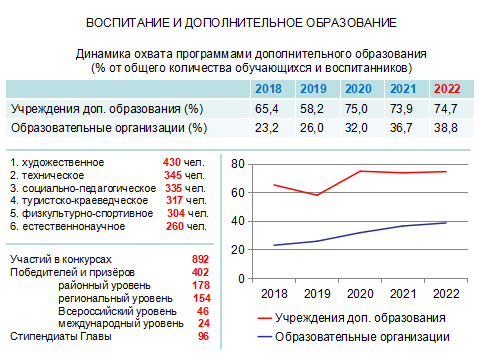 ВОСПИТАНИЕ И ДОПОЛНИТЕЛЬНОЕ ОБРАЗОВАНИЕ
Динамика охвата программами дополнительного образования
(% от общего количества обучающихся и воспитанников)
2018 2019 2020 2021 2022
Учреждения доп. образования (%) 65,4 58,2 75,0 73,9 74,7
Образовательные организации (%) 23,2 26,0 32,0 36,7 38,8
1. художественное 430 чел.
2. техническое 345 чел.
3. социально-педагогическое 335 чел.
4. туристско-краеведческое 317 чел.
5. физкультурно-спортивное 304 чел.
6. естественнонаучное 260 чел.
Участий в конкурсах 892
Победителей и призёров 402
районный уровень 178
региональный уровень 154
Всероссийский уровень 46
международный уровень 24
Стипендиаты Главы 96
80
60
40
20
0
2018 2019 2020 2021 2022
Учреждения доп. образования
Образовательные организации